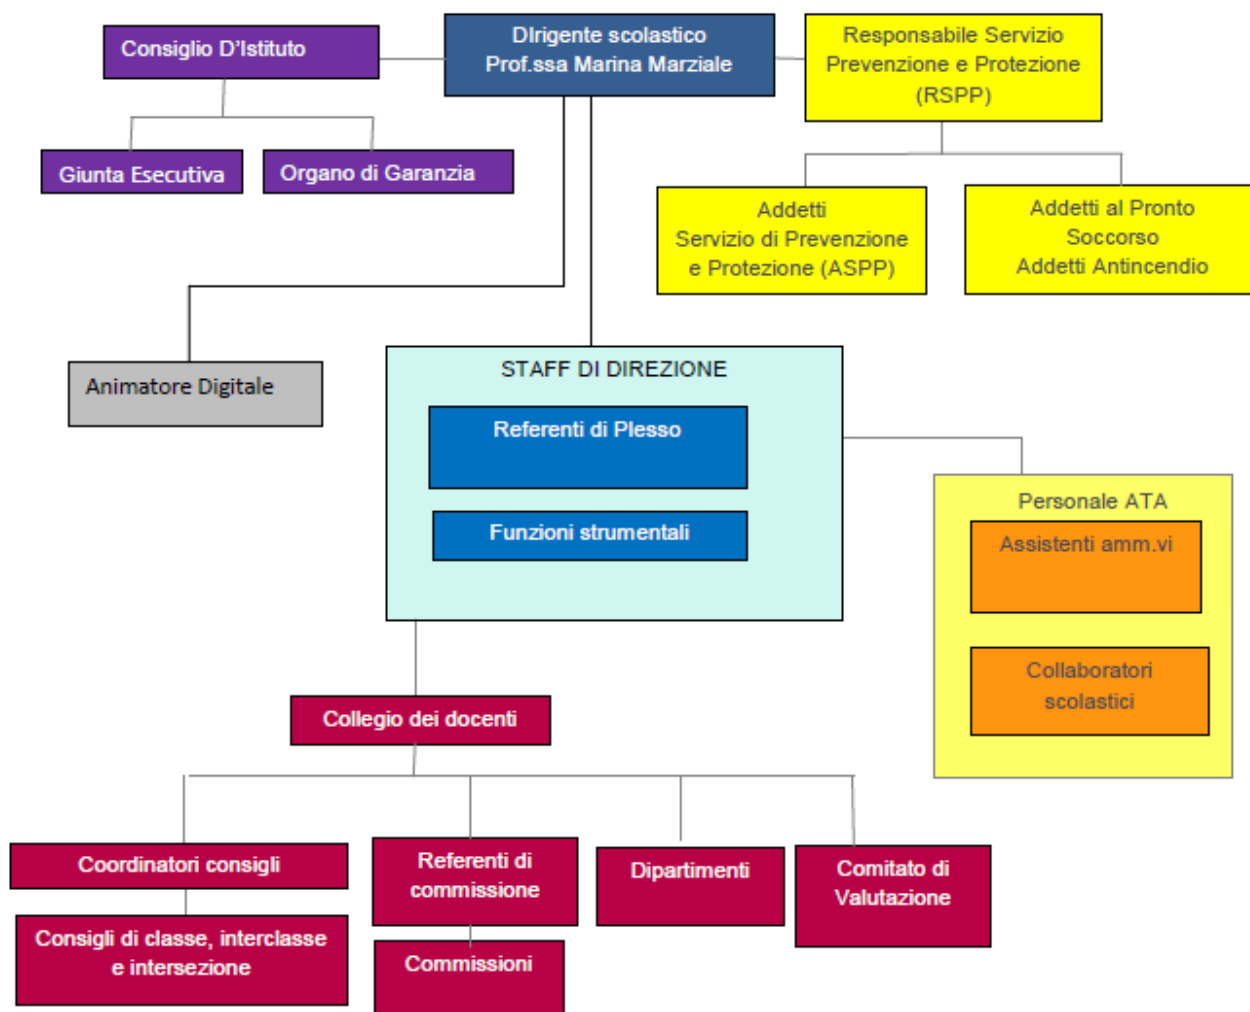 Consiglio D'Istituto
DIrigente scolastico
Prof.ssa Marina Marziale
Responsabile Servizio
Prevenzione e Protezione
(RSPP)
Giunta Esecutiva
Organo di Garanzia
Addetti
Servizio di Prevenzione
e Protezione (ASPP)
Addetti al Pronto
Soccorso
Addetti Antincendio
Animatore Digitale
STAFF DI DIREZIONE
Referenti di Plesso
Funzioni strumentali
Personale ATA
Assistenti amm.vi
Collaboratori
scolastici
Collegio dei docenti
Coordinatori consigli
Consigli di classe, interclasse
e intersezione
Referenti di
commissione
Commissioni
Dipartimenti
Comitato di
Valutazione